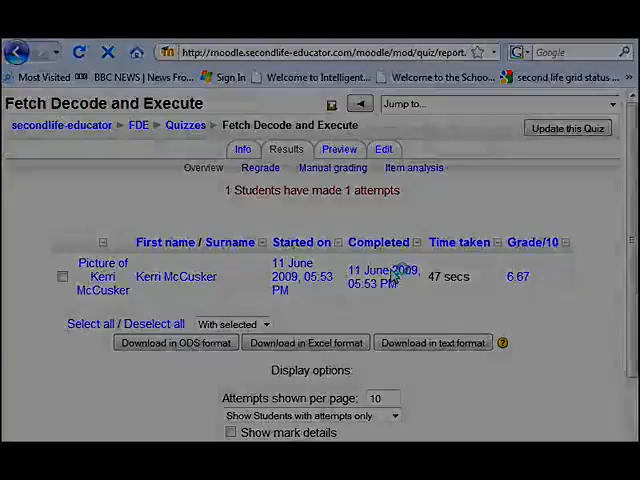 http://moodle.secondlife-educator.com/moodle/mod/quiz/report.
Google
Most Visited BBC NEWS | News Fro... Sign In Welcome to Intelligent... Welcome to the Schoo... second life grid status ...
Fetch Decode and Execute
Jump to...
secondlife-educator ► FDE ► Quizzes ► Fetch Decode and Execute
Update this Quiz
Info Results Preview Edit
Overview Regrade Manual grading Item analysis
1 Students have made 1 attempts
First name / Surname Started on Completed Time taken Grade/10
Picture of
Kerri
McCusker
Kerri McCusker
11 June
2009, 05:53
PM
11 June 2009,
05:53 PM
47 secs
6.67
Select all / Deselect all With selected
Download in ODS format Download in Excel format Download in text format
Display options:
Attempts shown per page: 10
Show Students with attempts only
Show mark details